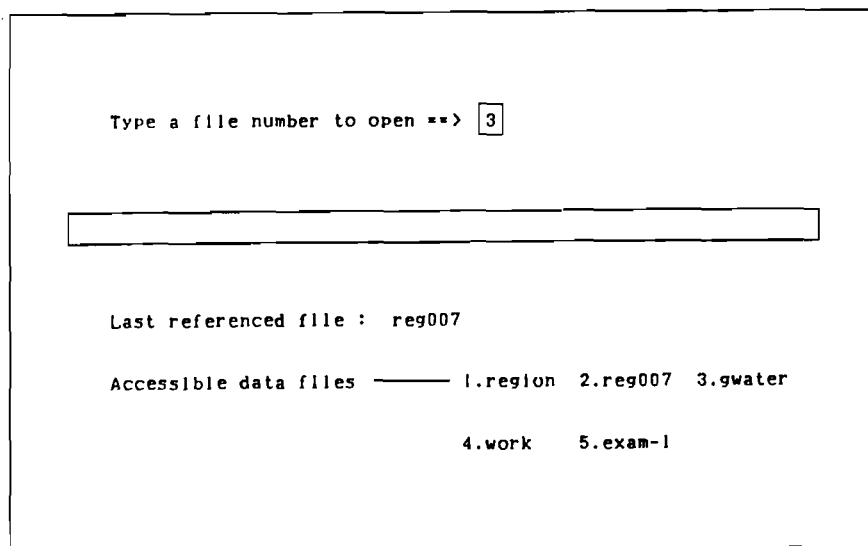 Type a file number to open ==> 3
Last referenced file : reg007
Accessible data files ——— 1.region 2.reg007 3.gwater
4.work 5.exam-1